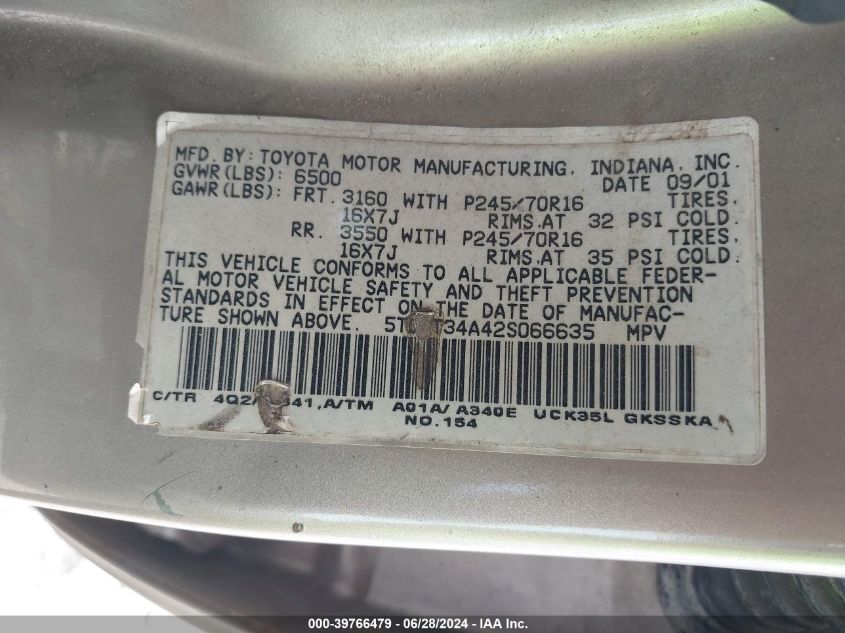 MFD. BY: TOYOTA MOTOR MANUFACTURING, INDIANA, INC.
GVWR(LBS): 6500 DATE 09/01
GAWR(LBS): FRT. 3160 WITH P245/70R16 TIRES,
16X7J RIMS,AT 32 PSI COLD.
RR. 3550 WITH P245/70R16 TIRES,
16X7J RIMS,AT 35 PSI COLD.
THIS VEHICLE CONFORMS TO ALL APPLICABLE FEDER-
AL MOTOR VEHICLE SAFETY AND THEFT PREVENTION
STANDARDS IN EFFECT ON THE DATE OF MANUFAC-
TURE SHOWN ABOVE. 34A42S066635 MPV
C/TR A/TM A01A/ A340E UCK35L GKSSKA
NO.154
000-39766479 / 06/28/2024 - IAA Inc.